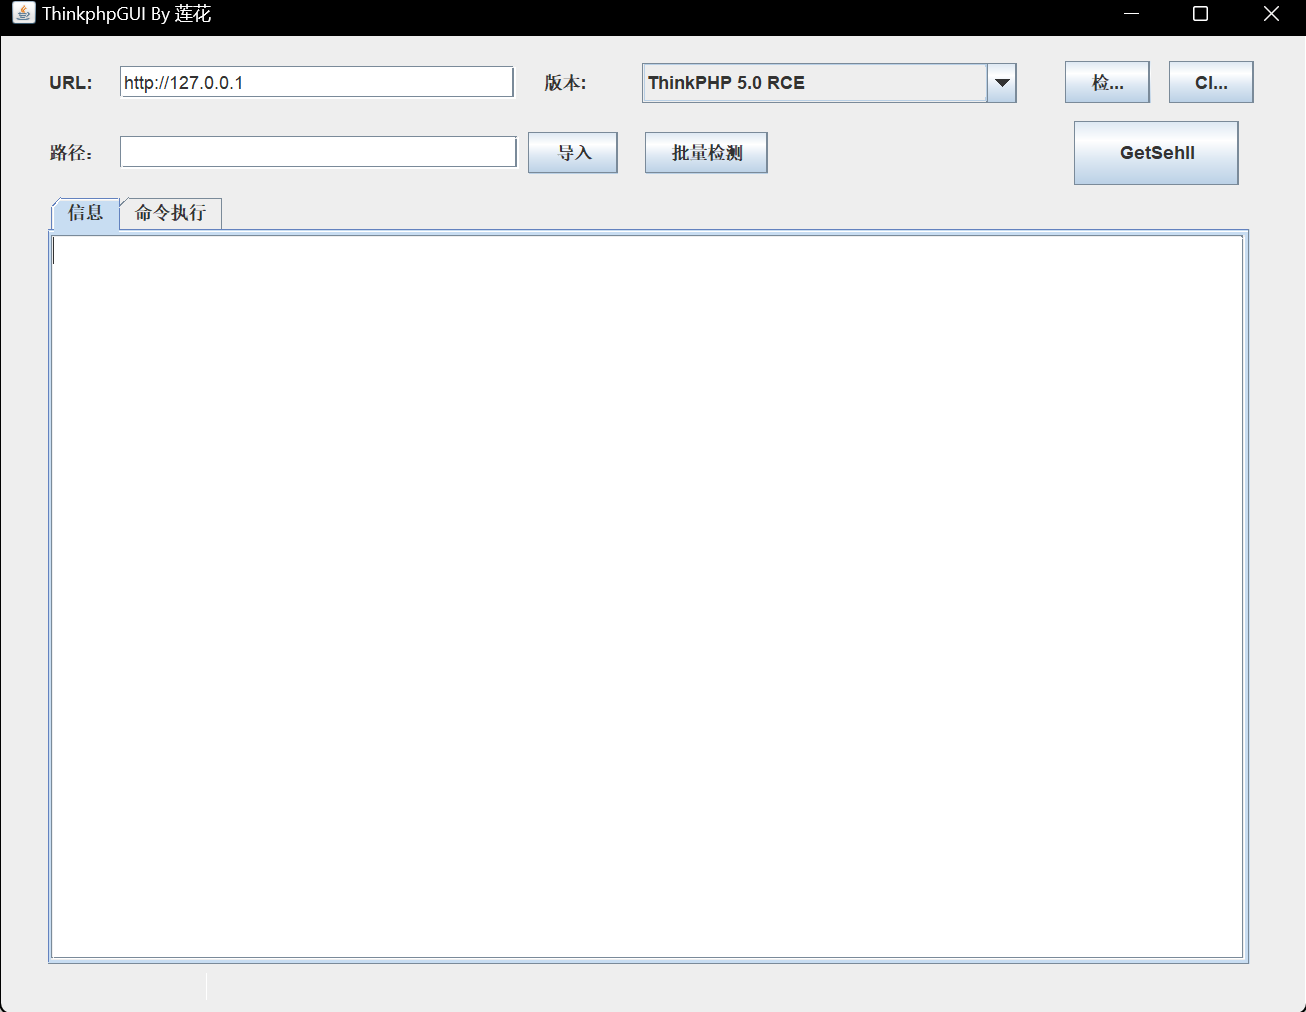 ThinkphpGUI By 莲花
URL: http://127.0.0.1 版本: ThinkPHP 5.0 RCE 检... Cl...
路径： 导入 批量检测 GetSehll
信息 命令执行